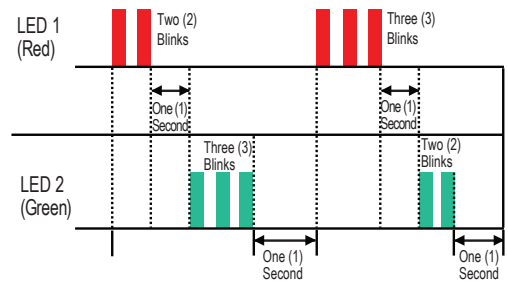 LED 1
(Red)
Two (2)
Blinks
Three (3)
Blinks
One (1)
Second
One (1)
Second
LED 2
(Green)
Three (3)
Blinks
Two (2)
Blinks
One (1)
Second
One (1)
Second